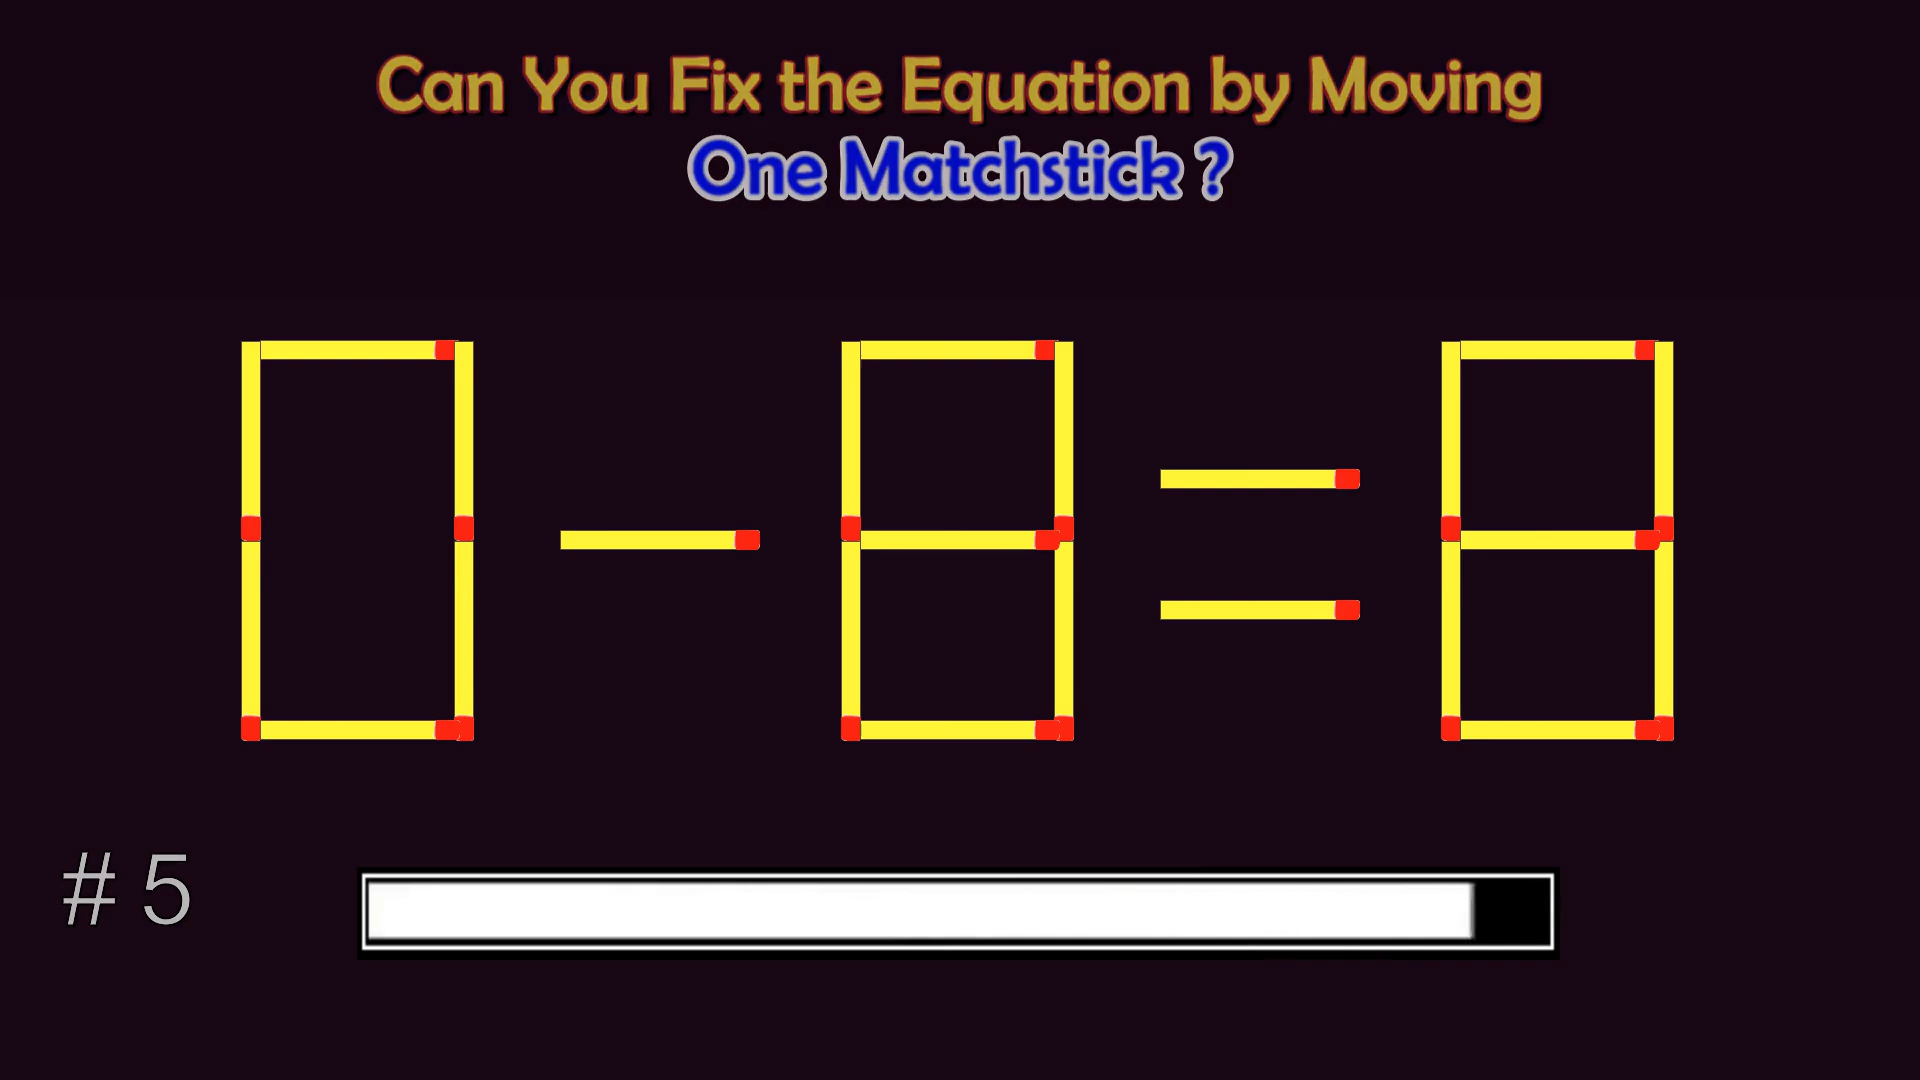 Can You Fix the Equation by Moving
One Matchstick ?
0 - 8 = 8
# 5